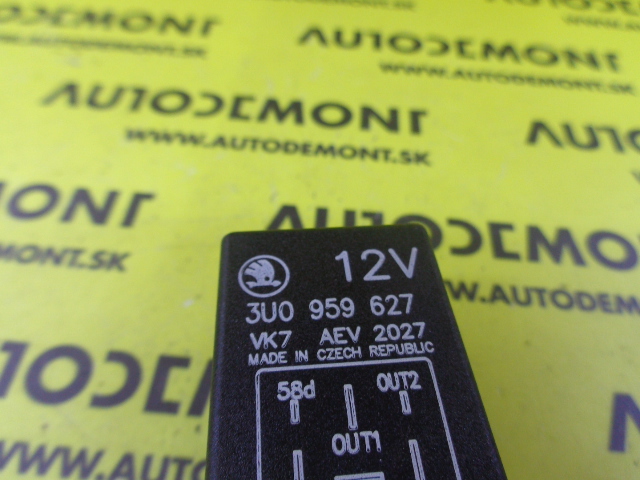 AUTODEMONT
WWW.AUTODEMONT.SK
AUTODEMONT
WWW.AUTODEMONT.SK
12V
3U0 959 627
VK7 AEV 2027
MADE IN CZECH REPUBLIC
58d OUT2
OUT1